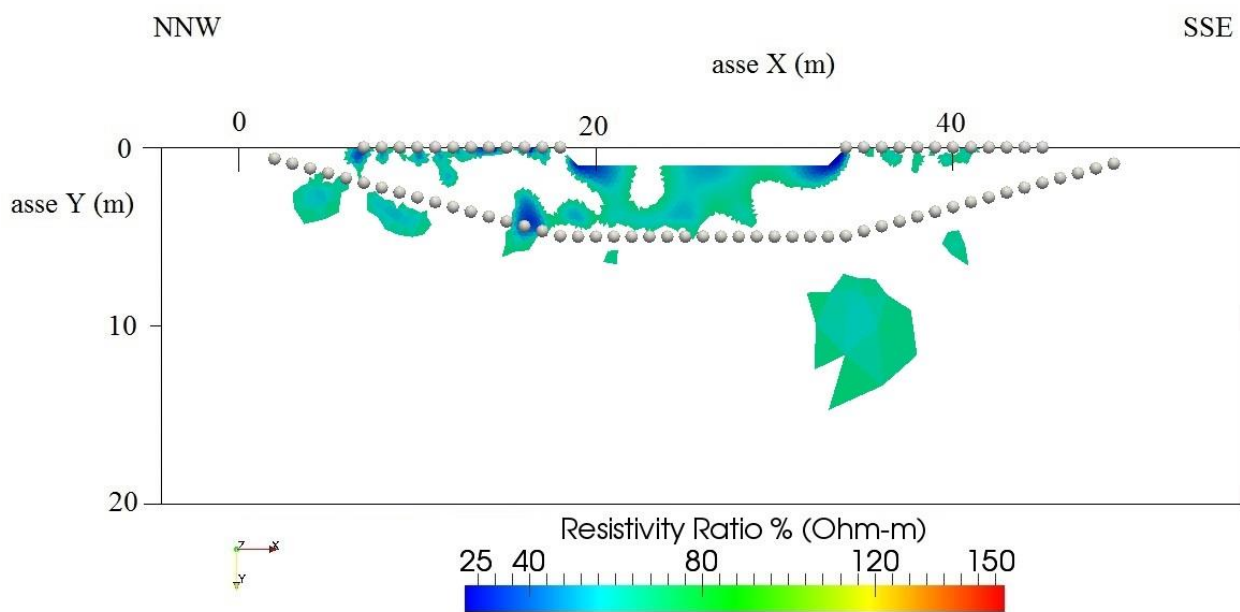 NNW SSE
asse X (m)
0 20 40
0
asse Y (m)
10
20
Resistivity Ratio % (Ohm-m)
25 40 80 120 150
Z X
Y